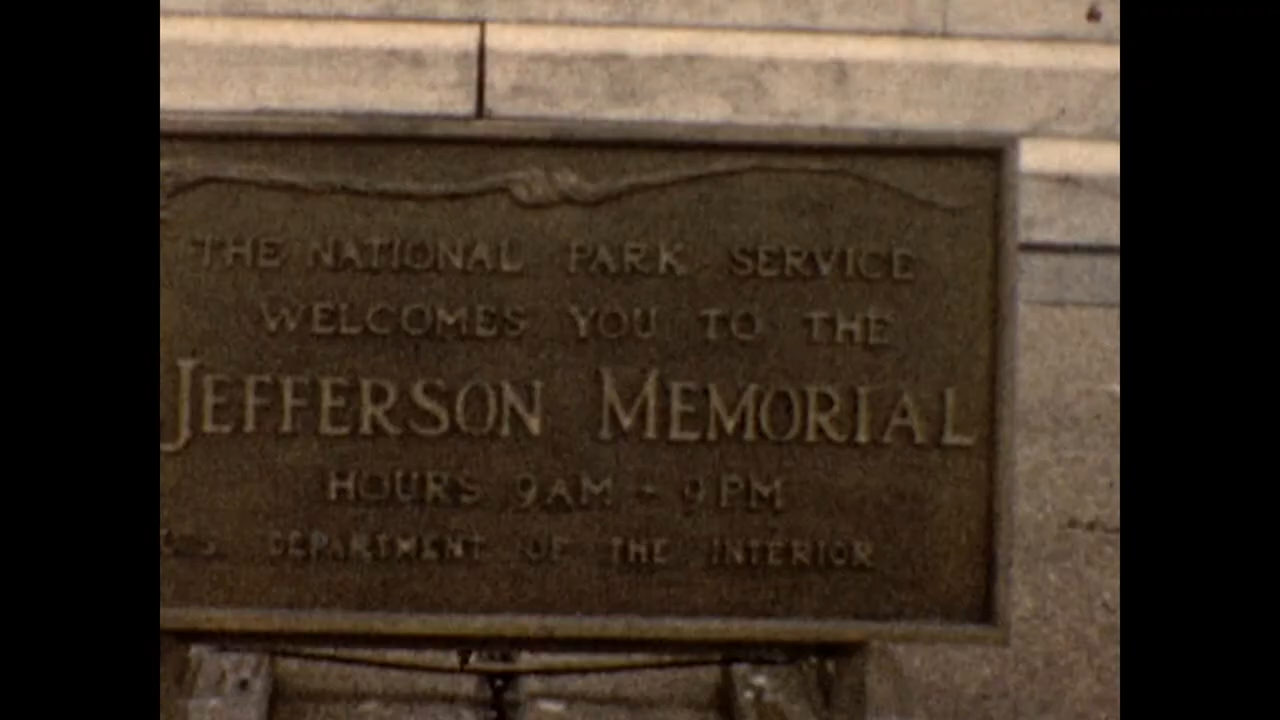 THE NATIONAL PARK SERVICE
WELCOMES YOU TO THE
JEFFERSON MEMORIAL
HOURS 9AM - 9PM
U.S. DEPARTMENT OF THE INTERIOR